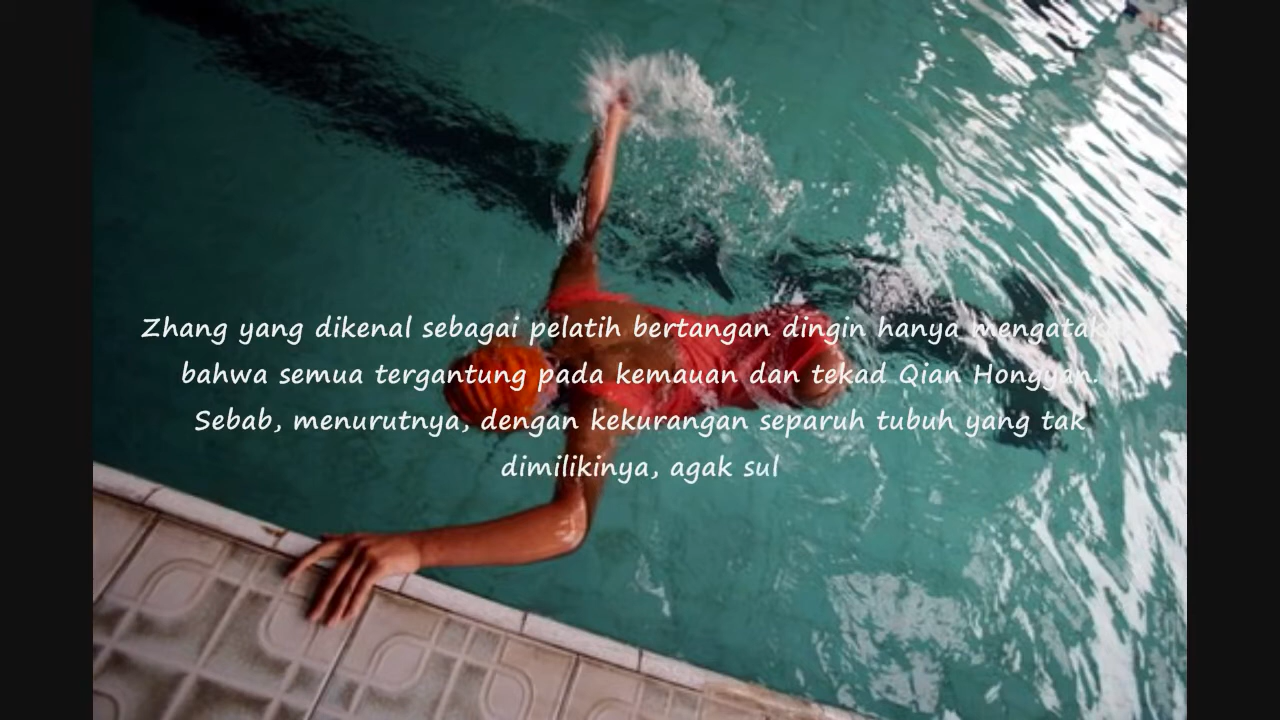 Zhang yang dikenal sebagai pelatih bertangan dingin hanya mengatak
bahwa semua tergantung pada kemauan dan tekad Qian Hongyan.
Sebab, menurutnya, dengan kekurangan separuh tubuh yang tak
dimilikinya, agak sul